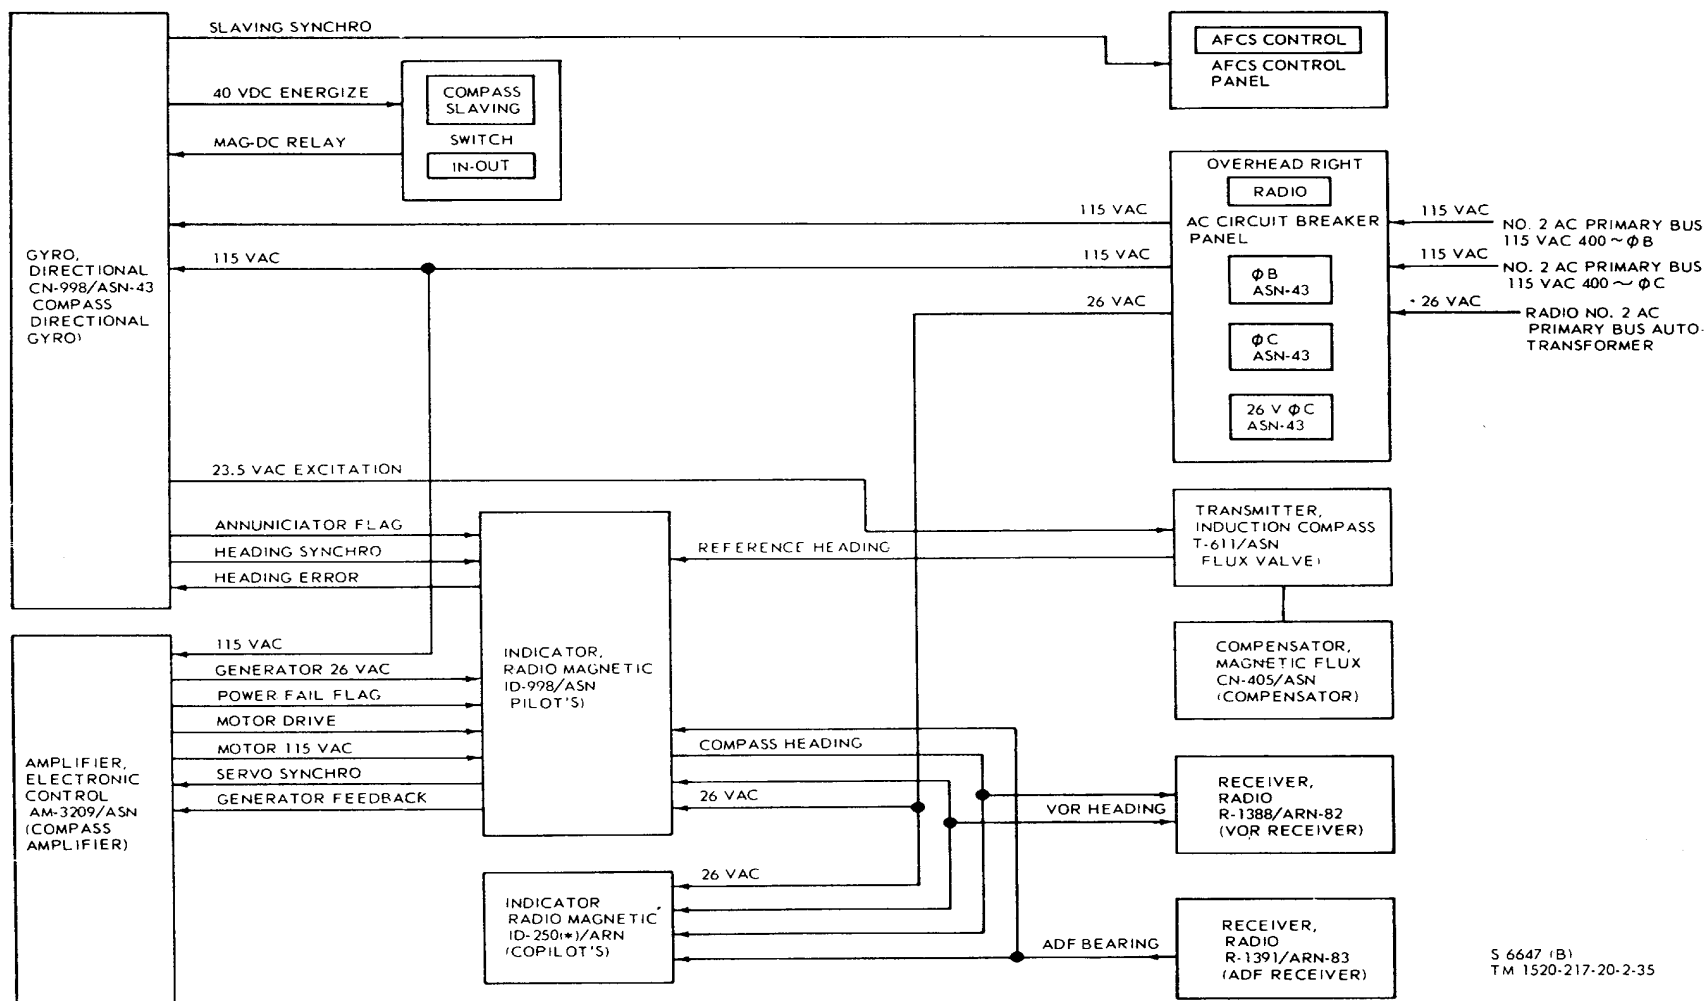 SLAVING SYNCHRO
AFCS CONTROL
AFCS CONTROL
PANEL
40 VDC ENERGIZE
COMPASS
SLAVING
SWITCH
IN-OUT
MAG-DC RELAY
OVERHEAD RIGHT
RADIO
AC CIRCUIT BREAKER
PANEL
ϕB
ASN-43
ϕC
ASN-43
26 V ϕC
ASN-43
115 VAC
115 VAC
115 VAC
26 VAC
115 VAC
NO. 2 AC PRIMARY BUS
115 VAC 400 ~ ϕB
115 VAC
NO. 2 AC PRIMARY BUS
115 VAC 400 ~ ϕC
26 VAC
RADIO NO. 2 AC
PRIMARY BUS AUTO-
TRANSFORMER
GYRO,
DIRECTIONAL
CN-998/ASN-43
COMPASS
DIRECTIONAL
GYRO)
23.5 VAC EXCITATION
ANNUNICIATOR FLAG
HEADING SYNCHRO
HEADING ERROR
REFERENCE HEADING
TRANSMITTER,
INDUCTION COMPASS
T-611/ASN
FLUX VALVE)
COMPENSATOR,
MAGNETIC FLUX
CN-405/ASN
(COMPENSATOR)
115 VAC
GENERATOR 26 VAC
POWER FAIL FLAG
MOTOR DRIVE
MOTOR 115 VAC
SERVO SYNCHRO
GENERATOR FEEDBACK
INDICATOR,
RADIO MAGNETIC
ID-998/ASN
PILOT'S)
AMPLIFIER,
ELECTRONIC
CONTROL
AM-3209/ASN
(COMPASS
AMPLIFIER)
COMPASS HEADING
26 VAC
VOR HEADING
RECEIVER,
RADIO
R-1388/ARN-82
(VOR RECEIVER)
26 VAC
INDICATOR
RADIO MAGNETIC
ID-250(*)/ARN
(COPILOT'S)
ADF BEARING
RECEIVER,
RADIO
R-1391/ARN-83
(ADF RECEIVER)
S 6647 (B)
TM 1520-217-20-2-35